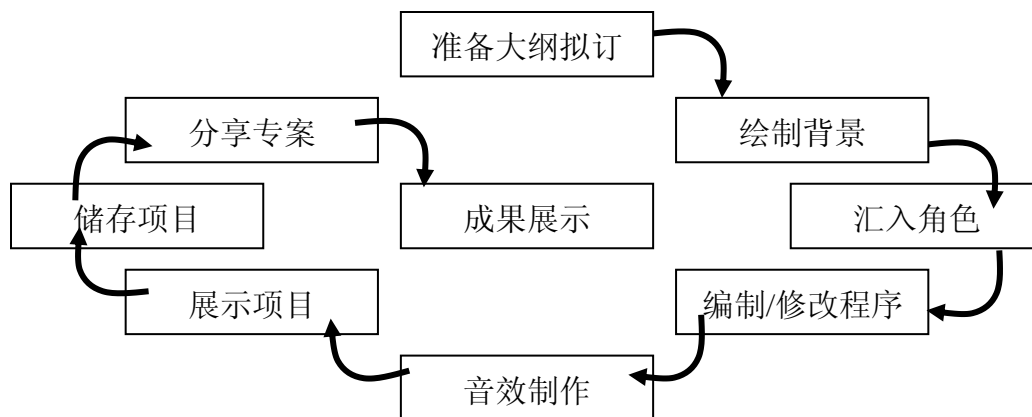 准备大纲拟订
分享专案
绘制背景
储存项目
成果展示
汇入角色
展示项目
编制/修改程序
音效制作